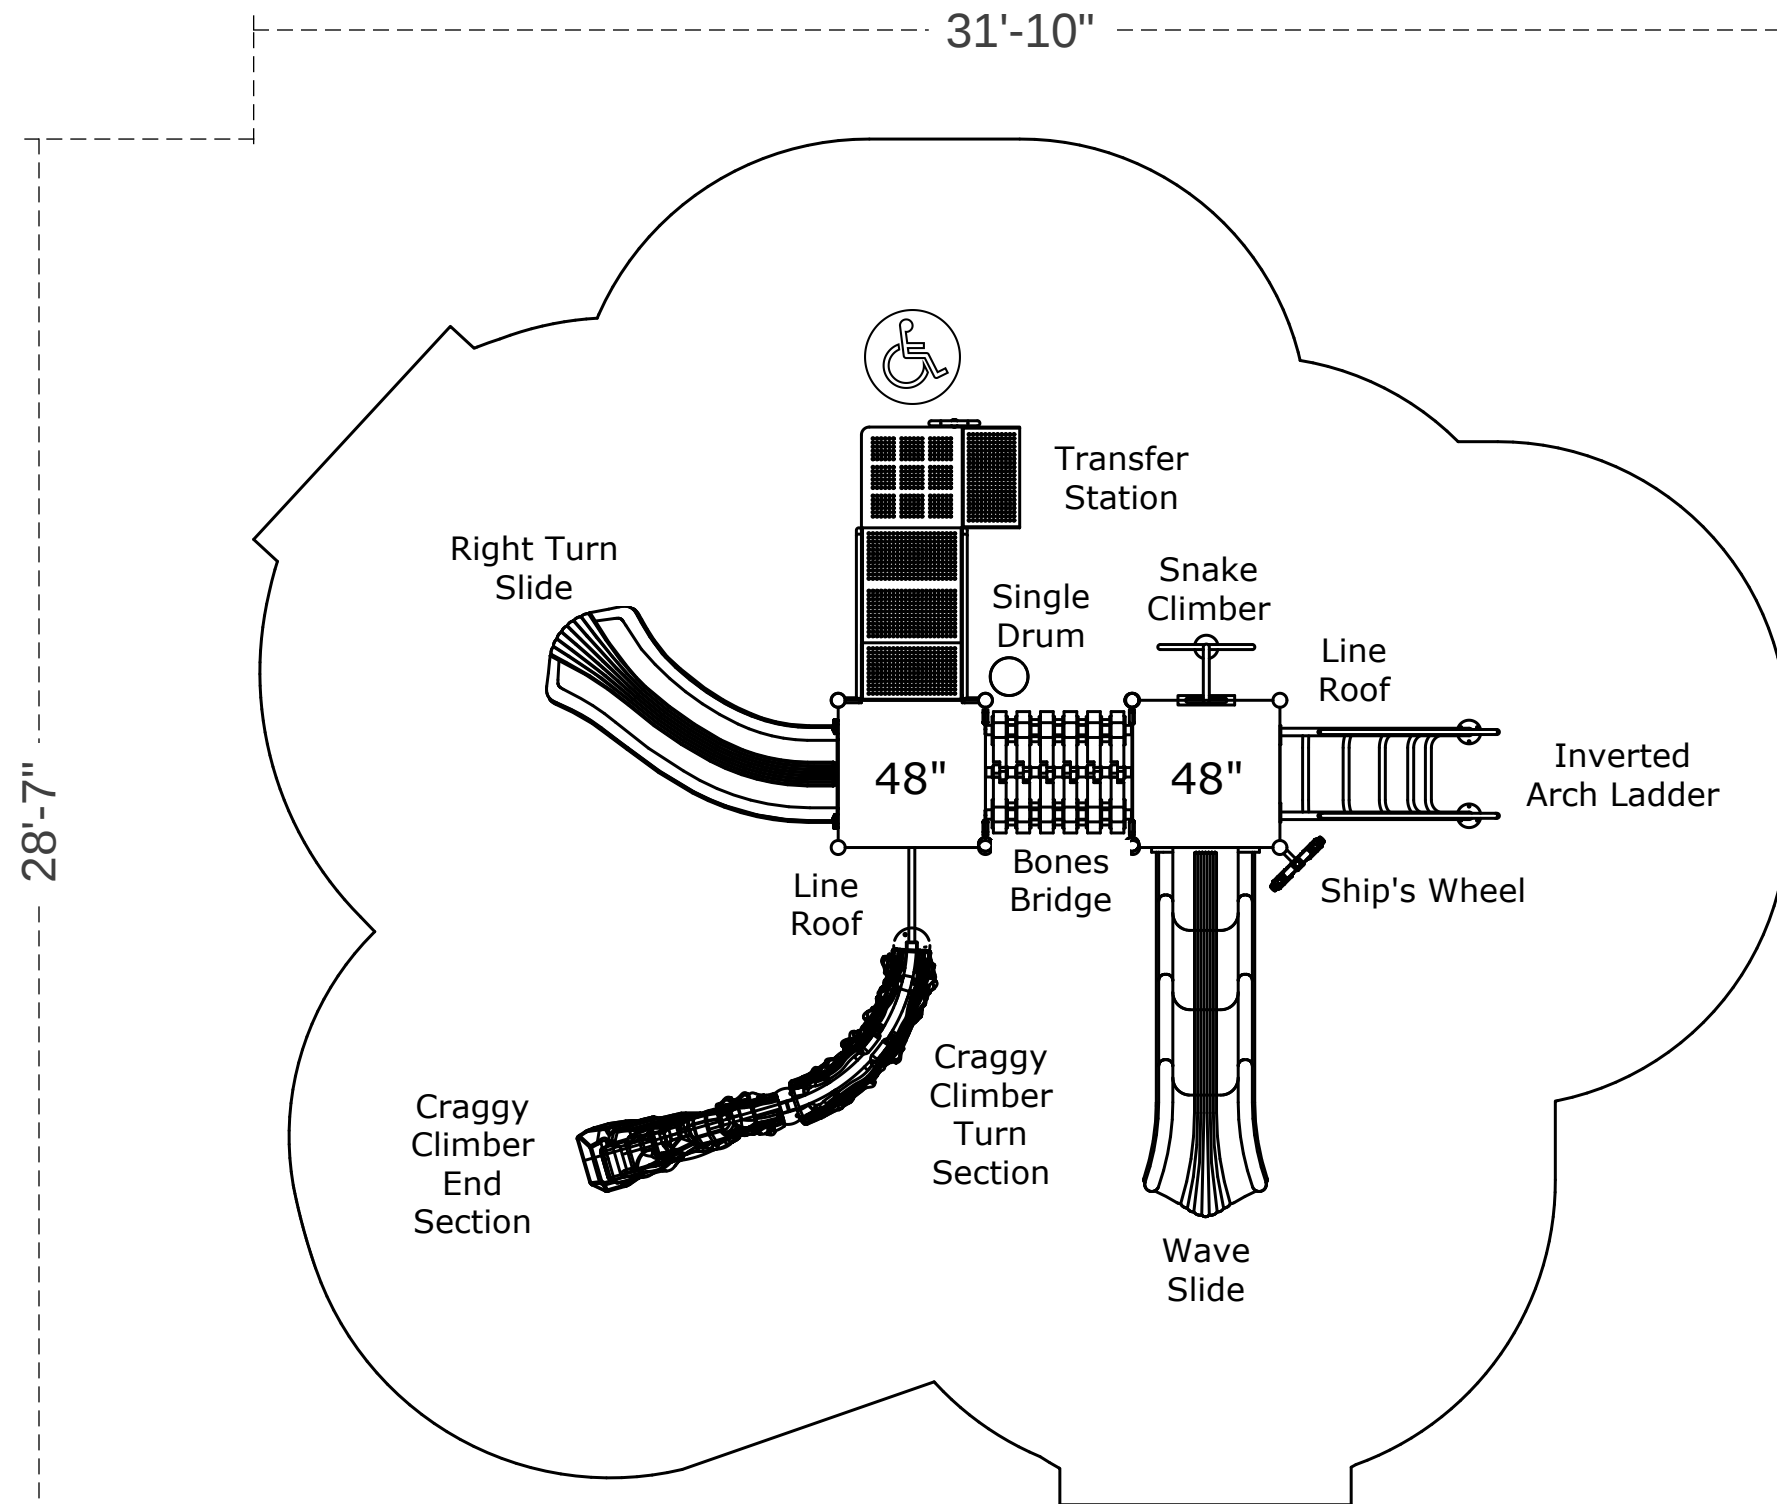 31'-10"
28'-7"
Transfer
Station
Right Turn
Slide
Single
Drum
Snake
Climber
Line
Roof
48"
48"
Inverted
Arch Ladder
Bones
Bridge
Ship's Wheel
Line
Roof
Craggy
Climber
Turn
Section
Craggy
Climber
End
Section
Wave
Slide